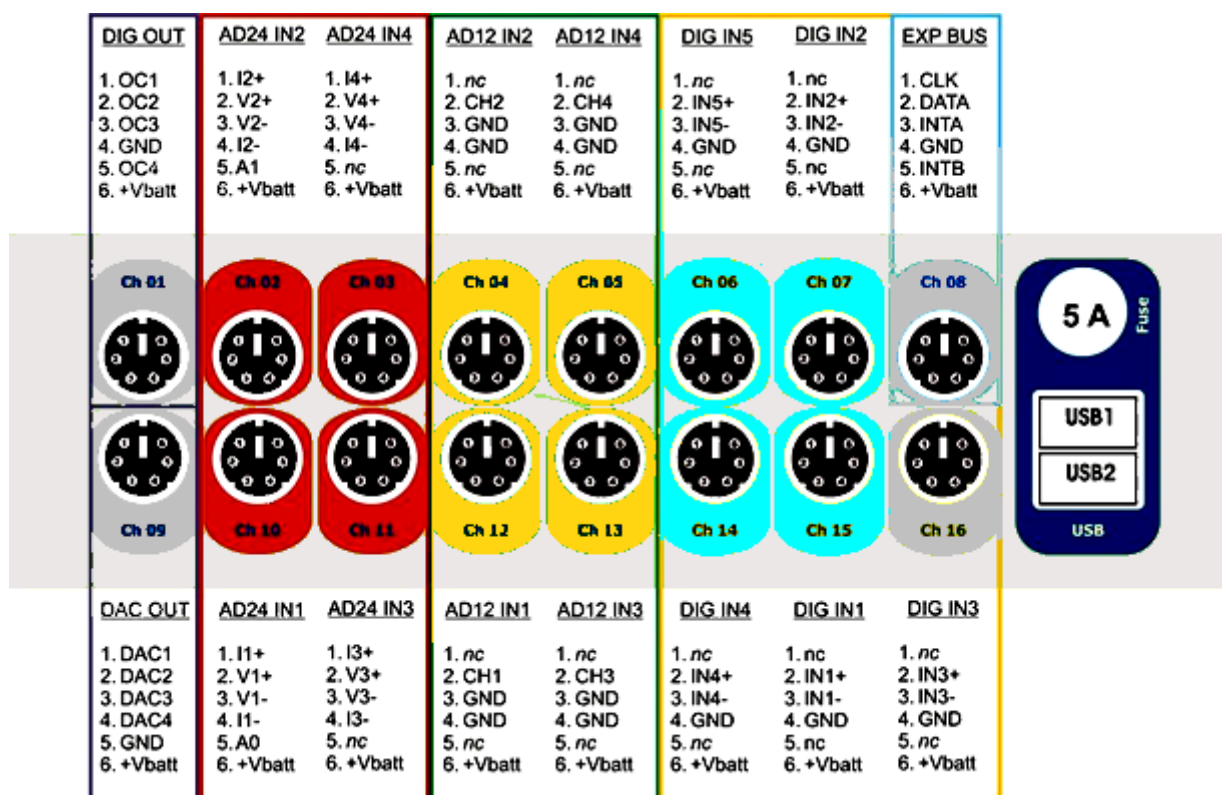 DIG OUT
1. OC1
2. OC2
3. OC3
4. GND
5. OC4
6. +Vbatt
AD24 IN2
1. I2+
2. V2+
3. V2-
4. I2-
5. A1
6. +Vbatt
AD24 IN4
1. I4+
2. V4+
3. V4-
4. I4-
5. nc
6. +Vbatt
AD12 IN2
1. nc
2. CH2
3. GND
4. GND
5. nc
6. +Vbatt
AD12 IN4
1. nc
2. CH4
3. GND
4. GND
5. nc
6. +Vbatt
DIG IN5
1. nc
2. IN5+
3. IN5-
4. GND
5. nc
6. +Vbatt
DIG IN2
1. nc
2. IN2+
3. IN2-
4. GND
5. nc
6. +Vbatt
EXP BUS
1. CLK
2. DATA
3. INTA
4. GND
5. INTB
6. +Vbatt
Ch 01
Ch 02
Ch 03
Ch 04
Ch 05
Ch 06
Ch 07
Ch 08
5 A
Fuse
USB1
USB2
USB
Ch 09
Ch 10
Ch 11
Ch 12
Ch 13
Ch 14
Ch 15
Ch 16
DAC OUT
1. DAC1
2. DAC2
3. DAC3
4. DAC4
5. GND
6. +Vbatt
AD24 IN1
1. I1+
2. V1+
3. V1-
4. I1-
5. A0
6. +Vbatt
AD24 IN3
1. I3+
2. V3+
3. V3-
4. I3-
5. nc
6. +Vbatt
AD12 IN1
1. nc
2. CH1
3. GND
4. GND
5. nc
6. +Vbatt
AD12 IN3
1. nc
2. CH3
3. GND
4. GND
5. nc
6. +Vbatt
DIG IN4
1. nc
2. IN4+
3. IN4-
4. GND
5. nc
6. +Vbatt
DIG IN1
1. nc
2. IN1+
3. IN1-
4. GND
5. nc
6. +Vbatt
DIG IN3
1. nc
2. IN3+
3. IN3-
4. GND
5. nc
6. +Vbatt